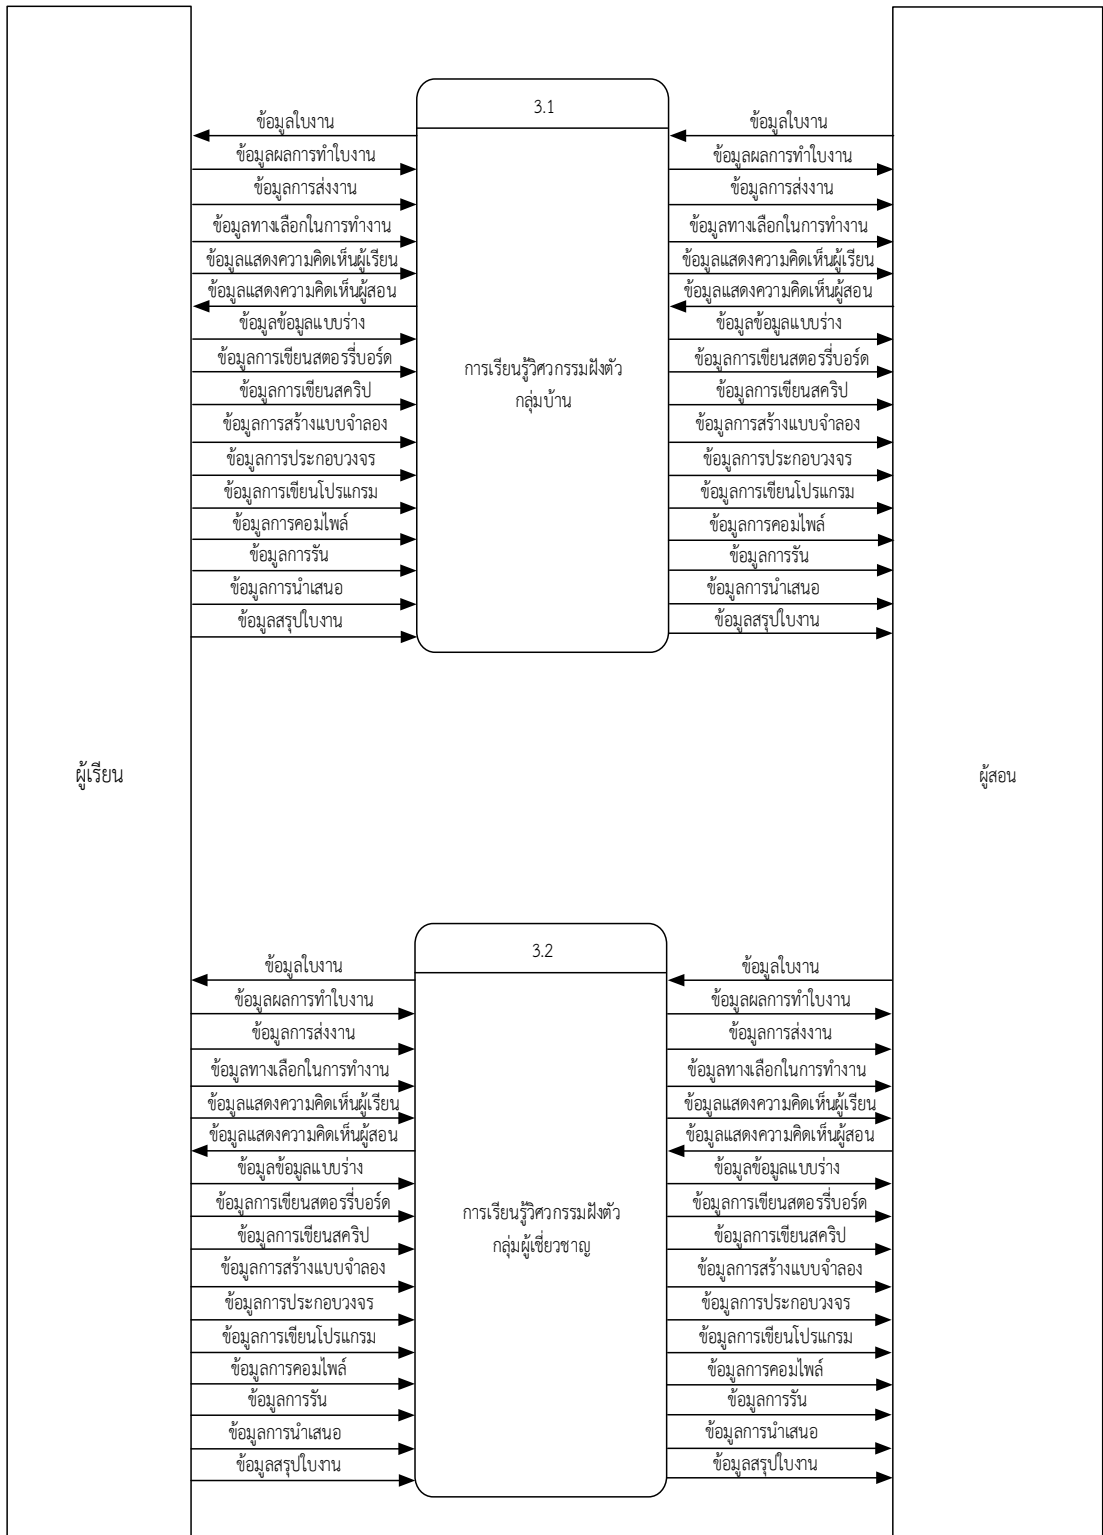 3.1
ข้อมูลใบงาน
ข้อมูลผลการทำใบงาน
ข้อมูลการส่งงาน
ข้อมูลทางเลือกในการทำงาน
ข้อมูลแสดงความคิดเห็นผู้เรียน
ข้อมูลแสดงความคิดเห็นผู้สอน
ข้อมูลข้อมูลแบบร่าง
ข้อมูลการเขียนสตอรรี่บอร์ด
ข้อมูลการเขียนสคริป
ข้อมูลการสร้างแบบจำลอง
ข้อมูลการประกอบวงจร
ข้อมูลการเขียนโปรแกรม
ข้อมูลการคอมไพล์
ข้อมูลการรัน
ข้อมูลการนำเสนอ
ข้อมูลสรุปใบงาน
การเรียนรู้วิศวกรรมฝังตัว
กลุ่มบ้าน
ข้อมูลใบงาน
ข้อมูลผลการทำใบงาน
ข้อมูลการส่งงาน
ข้อมูลทางเลือกในการทำงาน
ข้อมูลแสดงความคิดเห็นผู้เรียน
ข้อมูลแสดงความคิดเห็นผู้สอน
ข้อมูลข้อมูลแบบร่าง
ข้อมูลการเขียนสตอรรี่บอร์ด
ข้อมูลการเขียนสคริป
ข้อมูลการสร้างแบบจำลอง
ข้อมูลการประกอบวงจร
ข้อมูลการเขียนโปรแกรม
ข้อมูลการคอมไพล์
ข้อมูลการรัน
ข้อมูลการนำเสนอ
ข้อมูลสรุปใบงาน
ผู้เรียน
ผู้สอน
3.2
ข้อมูลใบงาน
ข้อมูลผลการทำใบงาน
ข้อมูลการส่งงาน
ข้อมูลทางเลือกในการทำงาน
ข้อมูลแสดงความคิดเห็นผู้เรียน
ข้อมูลแสดงความคิดเห็นผู้สอน
ข้อมูลข้อมูลแบบร่าง
ข้อมูลการเขียนสตอรรี่บอร์ด
ข้อมูลการเขียนสคริป
ข้อมูลการสร้างแบบจำลอง
ข้อมูลการประกอบวงจร
ข้อมูลการเขียนโปรแกรม
ข้อมูลการคอมไพล์
ข้อมูลการรัน
ข้อมูลการนำเสนอ
ข้อมูลสรุปใบงาน
การเรียนรู้วิศวกรรมฝังตัว
กลุ่มผู้เชี่ยวชาญ
ข้อมูลใบงาน
ข้อมูลผลการทำใบงาน
ข้อมูลการส่งงาน
ข้อมูลทางเลือกในการทำงาน
ข้อมูลแสดงความคิดเห็นผู้เรียน
ข้อมูลแสดงความคิดเห็นผู้สอน
ข้อมูลข้อมูลแบบร่าง
ข้อมูลการเขียนสตอรรี่บอร์ด
ข้อมูลการเขียนสคริป
ข้อมูลการสร้างแบบจำลอง
ข้อมูลการประกอบวงจร
ข้อมูลการเขียนโปรแกรม
ข้อมูลการคอมไพล์
ข้อมูลการรัน
ข้อมูลการนำเสนอ
ข้อมูลสรุปใบงาน